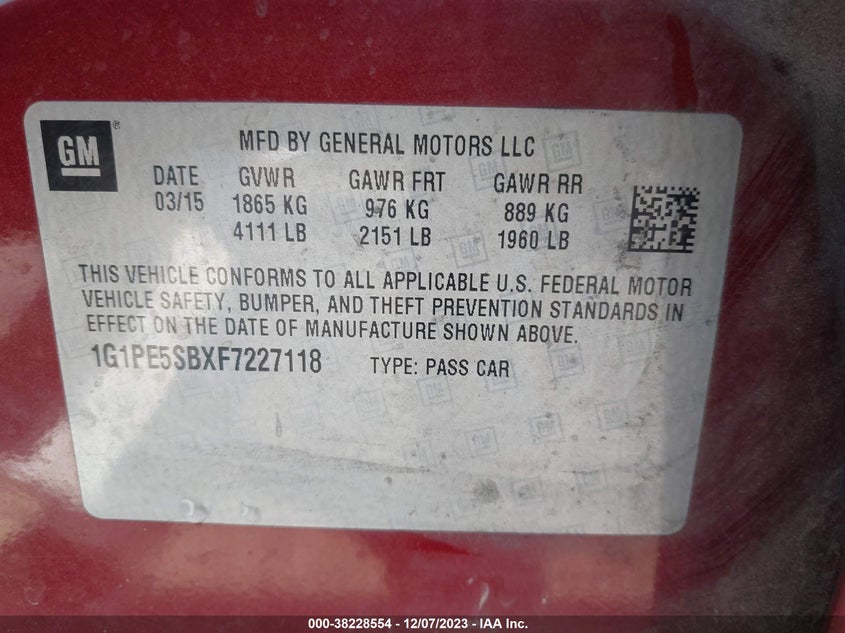 GM
MFD BY GENERAL MOTORS LLC
DATE GVWR GAWR FRT GAWR RR
03/15 1865 KG 976 KG 889 KG
4111 LB 2151 LB 1960 LB
THIS VEHICLE CONFORMS TO ALL APPLICABLE U.S. FEDERAL MOTOR
VEHICLE SAFETY, BUMPER, AND THEFT PREVENTION STANDARDS IN
EFFECT ON THE DATE OF MANUFACTURE SHOWN ABOVE.
1G1PE5SBXF7227118 TYPE: PASS CAR
000-38228554 - 12/07/2023 - IAA Inc.